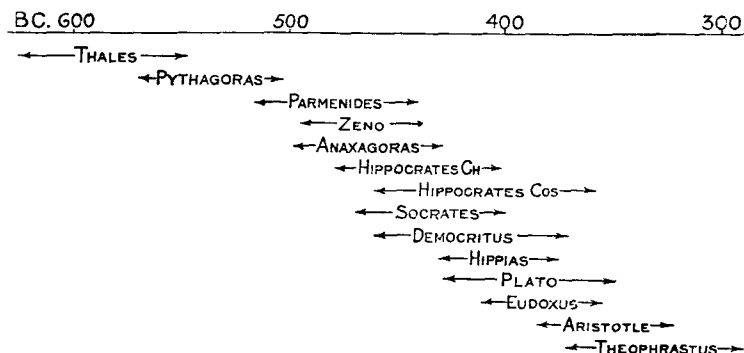 B.C. 600 500 400 300
THALES
PYTHAGORAS
PARMENIDES
ZENO
ANAXAGORAS
HIPPOCRATES CH
HIPPOCRATES COS
SOCRATES
DEMOCRITUS
HIPPIAS
PLATO
EUDOXUS
ARISTOTLE
THEOPHRASTUS